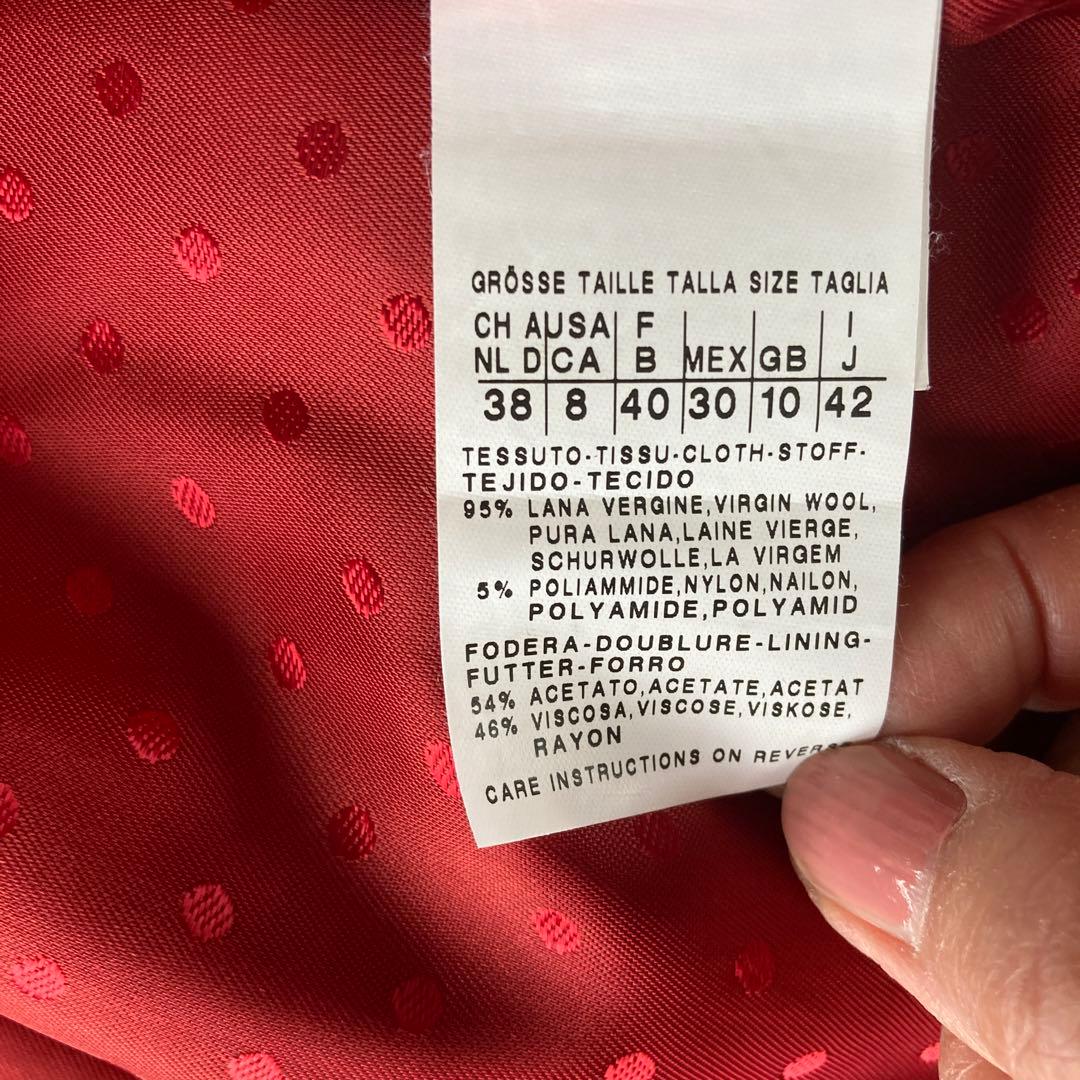 GRÖSSE TAILLE TALLA SIZE TAGLIA
CH A USA F I
NL D CA B MEX GB J
38 8 40 30 10 42
TESSUTO-TISSU-CLOTH-STOFF-
TEJIDO-TECIDO
95% LANA VERGINE,VIRGIN WOOL,
PURA LANA,LAINE VIERGE,
SCHURWOLLE,LA VIRGEM
5% POLIAMMIDE,NYLON,NAILON,
POLYAMIDE,POLYAMID
FODERA-DOUBLURE-LINING-
FUTTER-FORRO
54% ACETATO,ACETATE,ACETAT
46% VISCOSA,VISCOSE,VISKOSE,
RAYON
CARE INSTRUCTIONS ON REVERSE